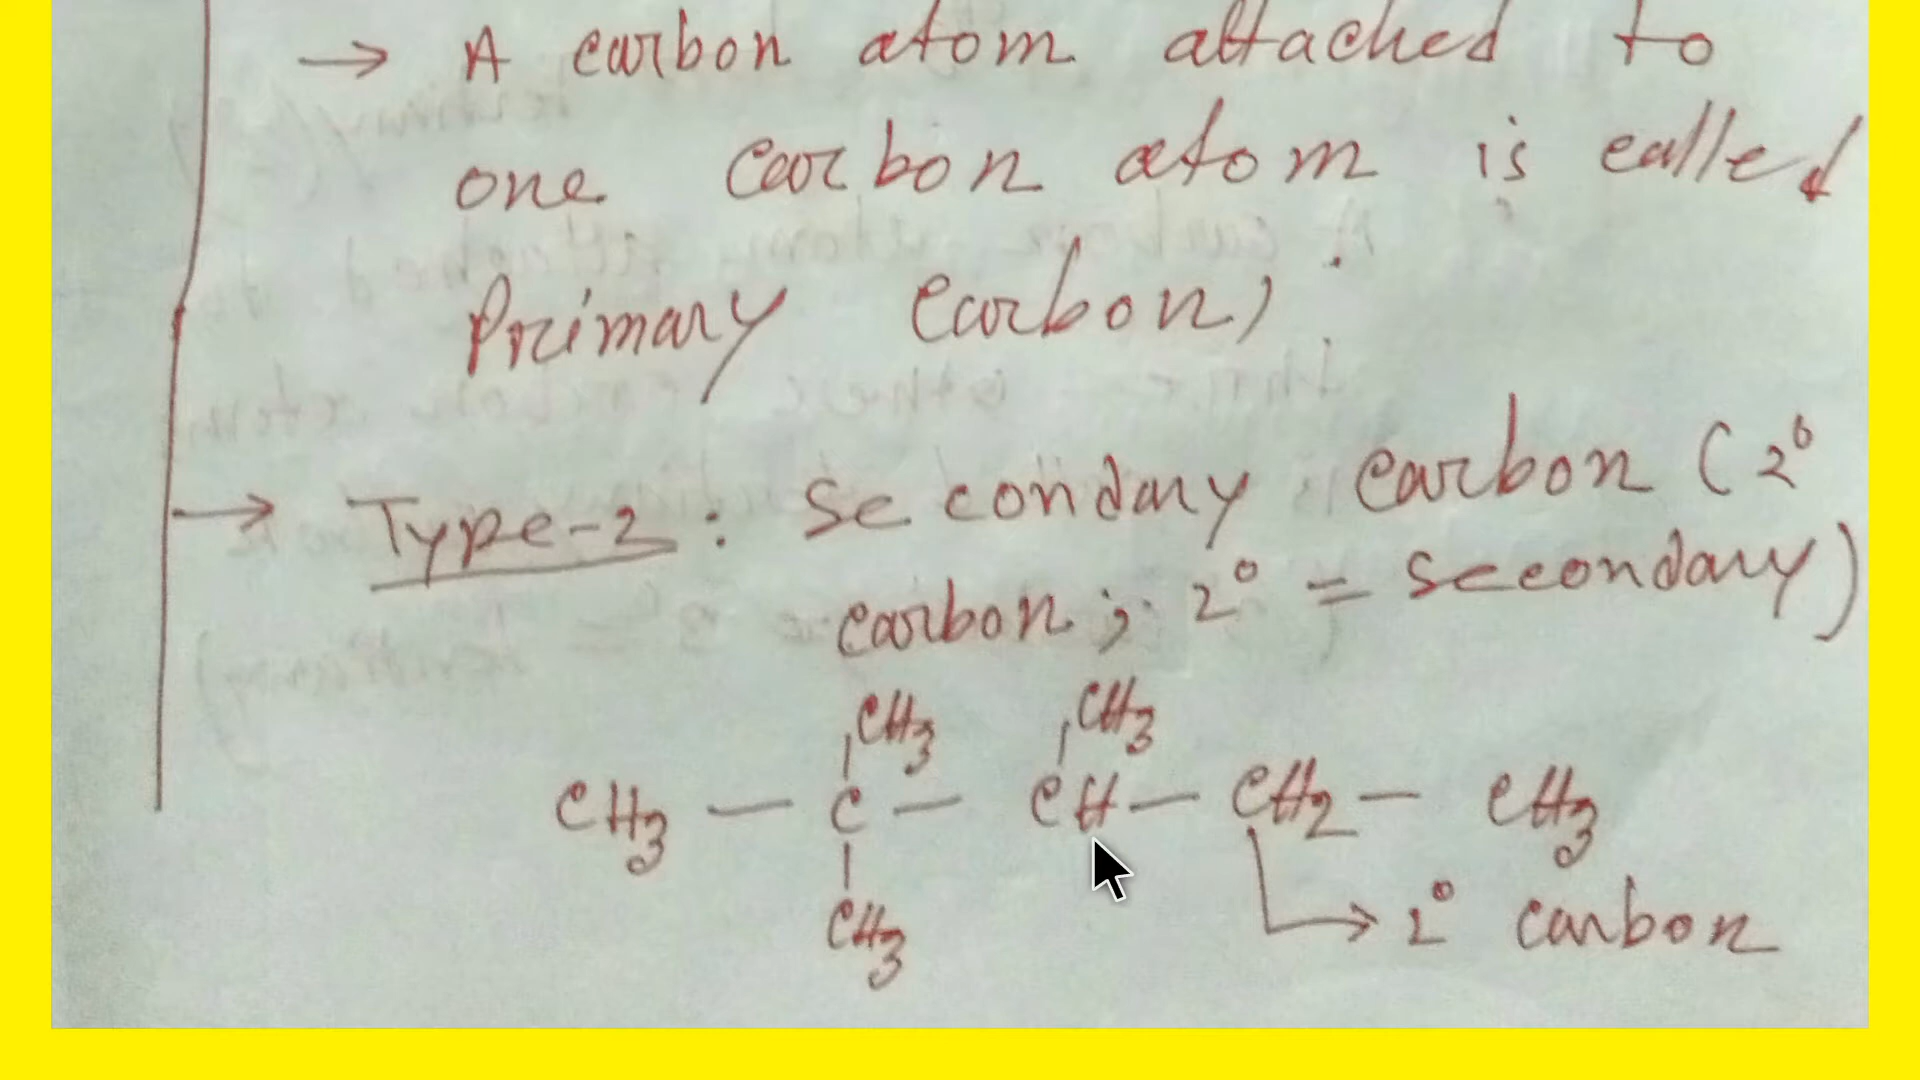 → A carbon atom attached to
one carbon atom is called
Primary carbon;
→ Type-2: Secondary carbon (2°
carbon; 2° = secondary)
CH3 CH3
CH3 — C — CH — CH2 — CH3
CH3
2° carbon